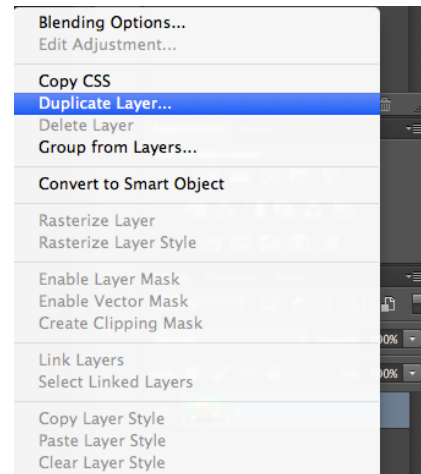 Blending Options...
Edit Adjustment...
Copy CSS
Duplicate Layer...
Delete Layer
Group from Layers...
Convert to Smart Object
Rasterize Layer
Rasterize Layer Style
Enable Layer Mask
Enable Vector Mask
Create Clipping Mask
Link Layers
Select Linked Layers
Copy Layer Style
Paste Layer Style
Clear Layer Style